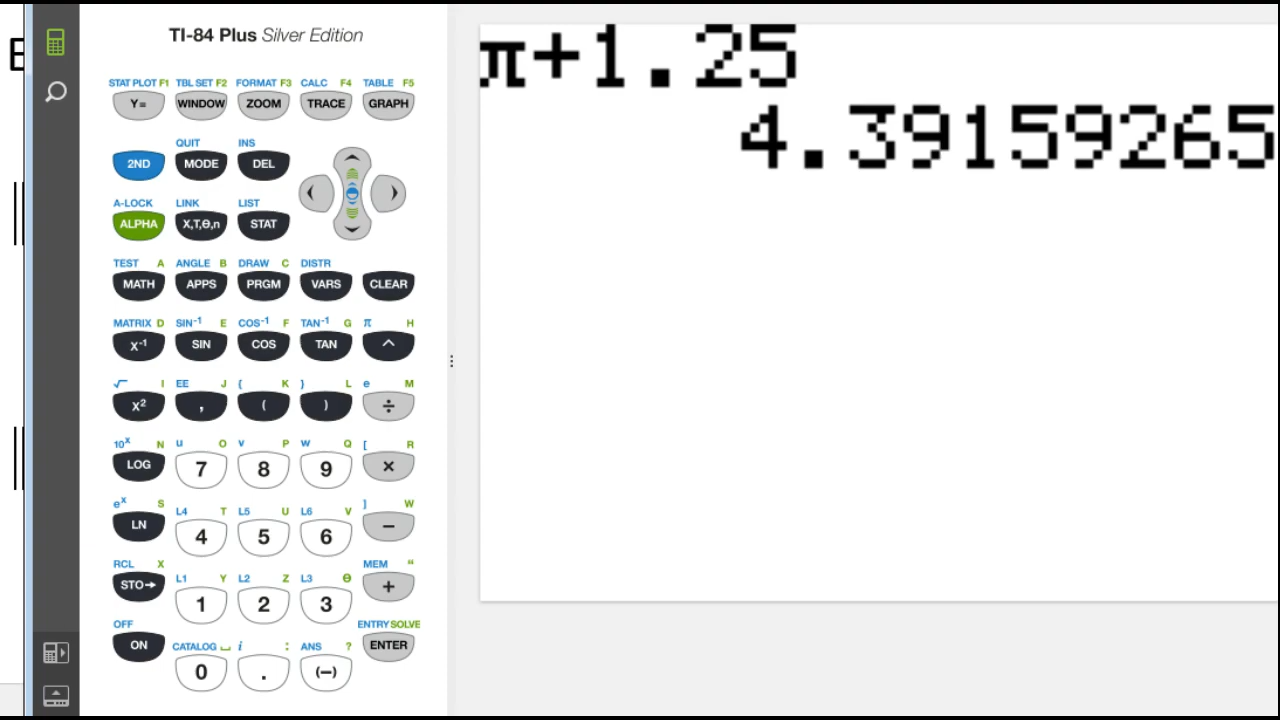 TI-84 Plus Silver Edition
STAT PLOT F1 TBL SET F2 FORMAT F3 CALC F4 TABLE F5
Y= WINDOW ZOOM TRACE GRAPH
QUIT INS
2ND MODE DEL
A-LOCK LINK LIST
ALPHA X,T,Θ,n STAT
TEST A ANGLE B DRAW C DISTR
MATH APPS PRGM VARS CLEAR
MATRIX D SIN-1 E COS-1 F TAN-1 G π H
X-1 SIN COS TAN ^
√ I EE J { K } L e M
X2 , ( ) ÷
10x N u O v P w Q [ R
LOG 7 8 9 ×
ex S L4 T L5 U L6 V ] W
LN 4 5 6 −
RCL X L1 Y L2 Z L3 Θ MEM “
STO→ 1 2 3 +
OFF CATALOG ⎵ i : ANS ? ENTRY SOLVE
ON 0 . (−) ENTER
π+1.25
4.39159265